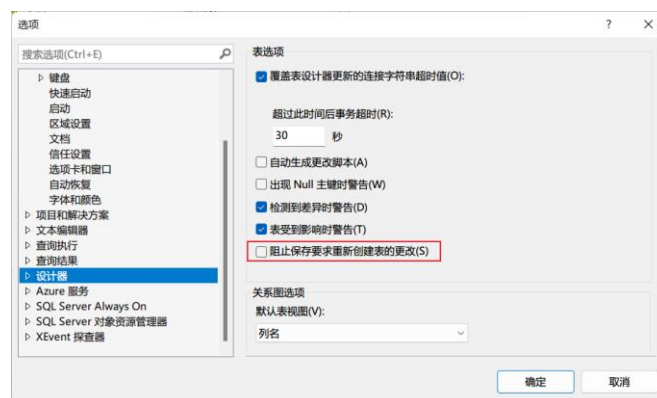 选项
搜索选项(Ctrl+E)
键盘
快速启动
启动
区域设置
文档
信任设置
选项卡和窗口
自动恢复
字体和颜色
项目和解决方案
文本编辑器
查询执行
查询结果
设计器
Azure 服务
SQL Server Always On
SQL Server 对象资源管理器
XEvent 探查器
表选项
覆盖表设计器更新的连接字符串超时值(O):
超过此时间后事务超时(R):
30 秒
自动生成更改脚本(A)
出现 Null 主键时警告(W)
检测到差异时警告(D)
表受到影响时警告(T)
阻止保存要求重新创建表的更改(S)
关系图选项
默认表视图(V):
列名
确定 取消